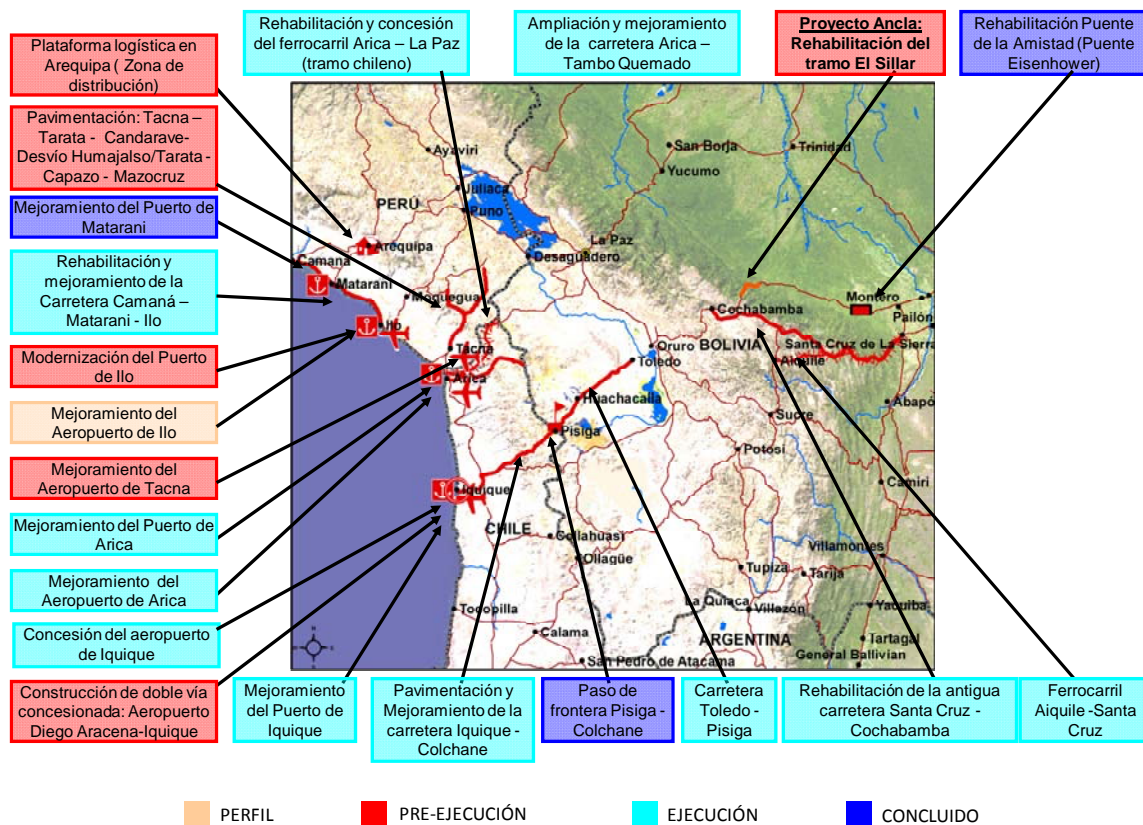 Rehabilitación y concesión
del ferrocarril Arica – La Paz
(tramo chileno)
Ampliación y mejoramiento
de la carretera Arica –
Tambo Quemado
Proyecto Ancla:
Rehabilitación del
tramo El Sillar
Rehabilitación Puente
de la Amistad (Puente
Eisenhower)
Plataforma logística en
Arequipa ( Zona de
distribución)
Pavimentación: Tacna –
Tarata - Candarave-
Desvío Humajalso/Tarata -
Capazo - Mazocruz
Mejoramiento del Puerto de
Matarani
Rehabilitación y
mejoramiento de la
Carretera Camaná –
Matarani - Ilo
Modernización del Puerto
de Ilo
Mejoramiento del
Aeropuerto de Ilo
Mejoramiento del
Aeropuerto de Tacna
Mejoramiento del Puerto de
Arica
Mejoramiento del
Aeropuerto de Arica
Concesión del aeropuerto
de Iquique
Construcción de doble vía
concesionada: Aeropuerto
Diego Aracena-Iquique
Ayaviri
San Borja
Trinidad
Yucumo
Juliaca
PERÚ
Puno
La Paz
Arequipa
Desaguadero
Camana
Matarani
Moquegua
Cochabamba
Montero
Pailón
Ilo
Tacna
Oruro
BOLIVIA
Santa Cruz de La Sierra
Toledo
Aiquile
Arica
Huachacalla
Abapó
Sucre
Pisiga
Potosi
Camiri
Iquique
CHILE
Collahuasi
Ollagüe
Villamontes
Tupiza
Tarija
Tocopilla
La Quiaca
Villazón
Yacuiba
Calama
ARGENTINA
Tartagal
General Ballivian
San Pedro de Atacama
Mejoramiento
del Puerto de
Iquique
Pavimentación y
Mejoramiento de la
carretera Iquique -
Colchane
Paso de
frontera Pisiga -
Colchane
Carretera
Toledo -
Pisiga
Rehabilitación de la antigua
carretera Santa Cruz -
Cochabamba
Ferrocarril
Aiquile -Santa
Cruz
PERFIL
PRE-EJECUCIÓN
EJECUCIÓN
CONCLUIDO